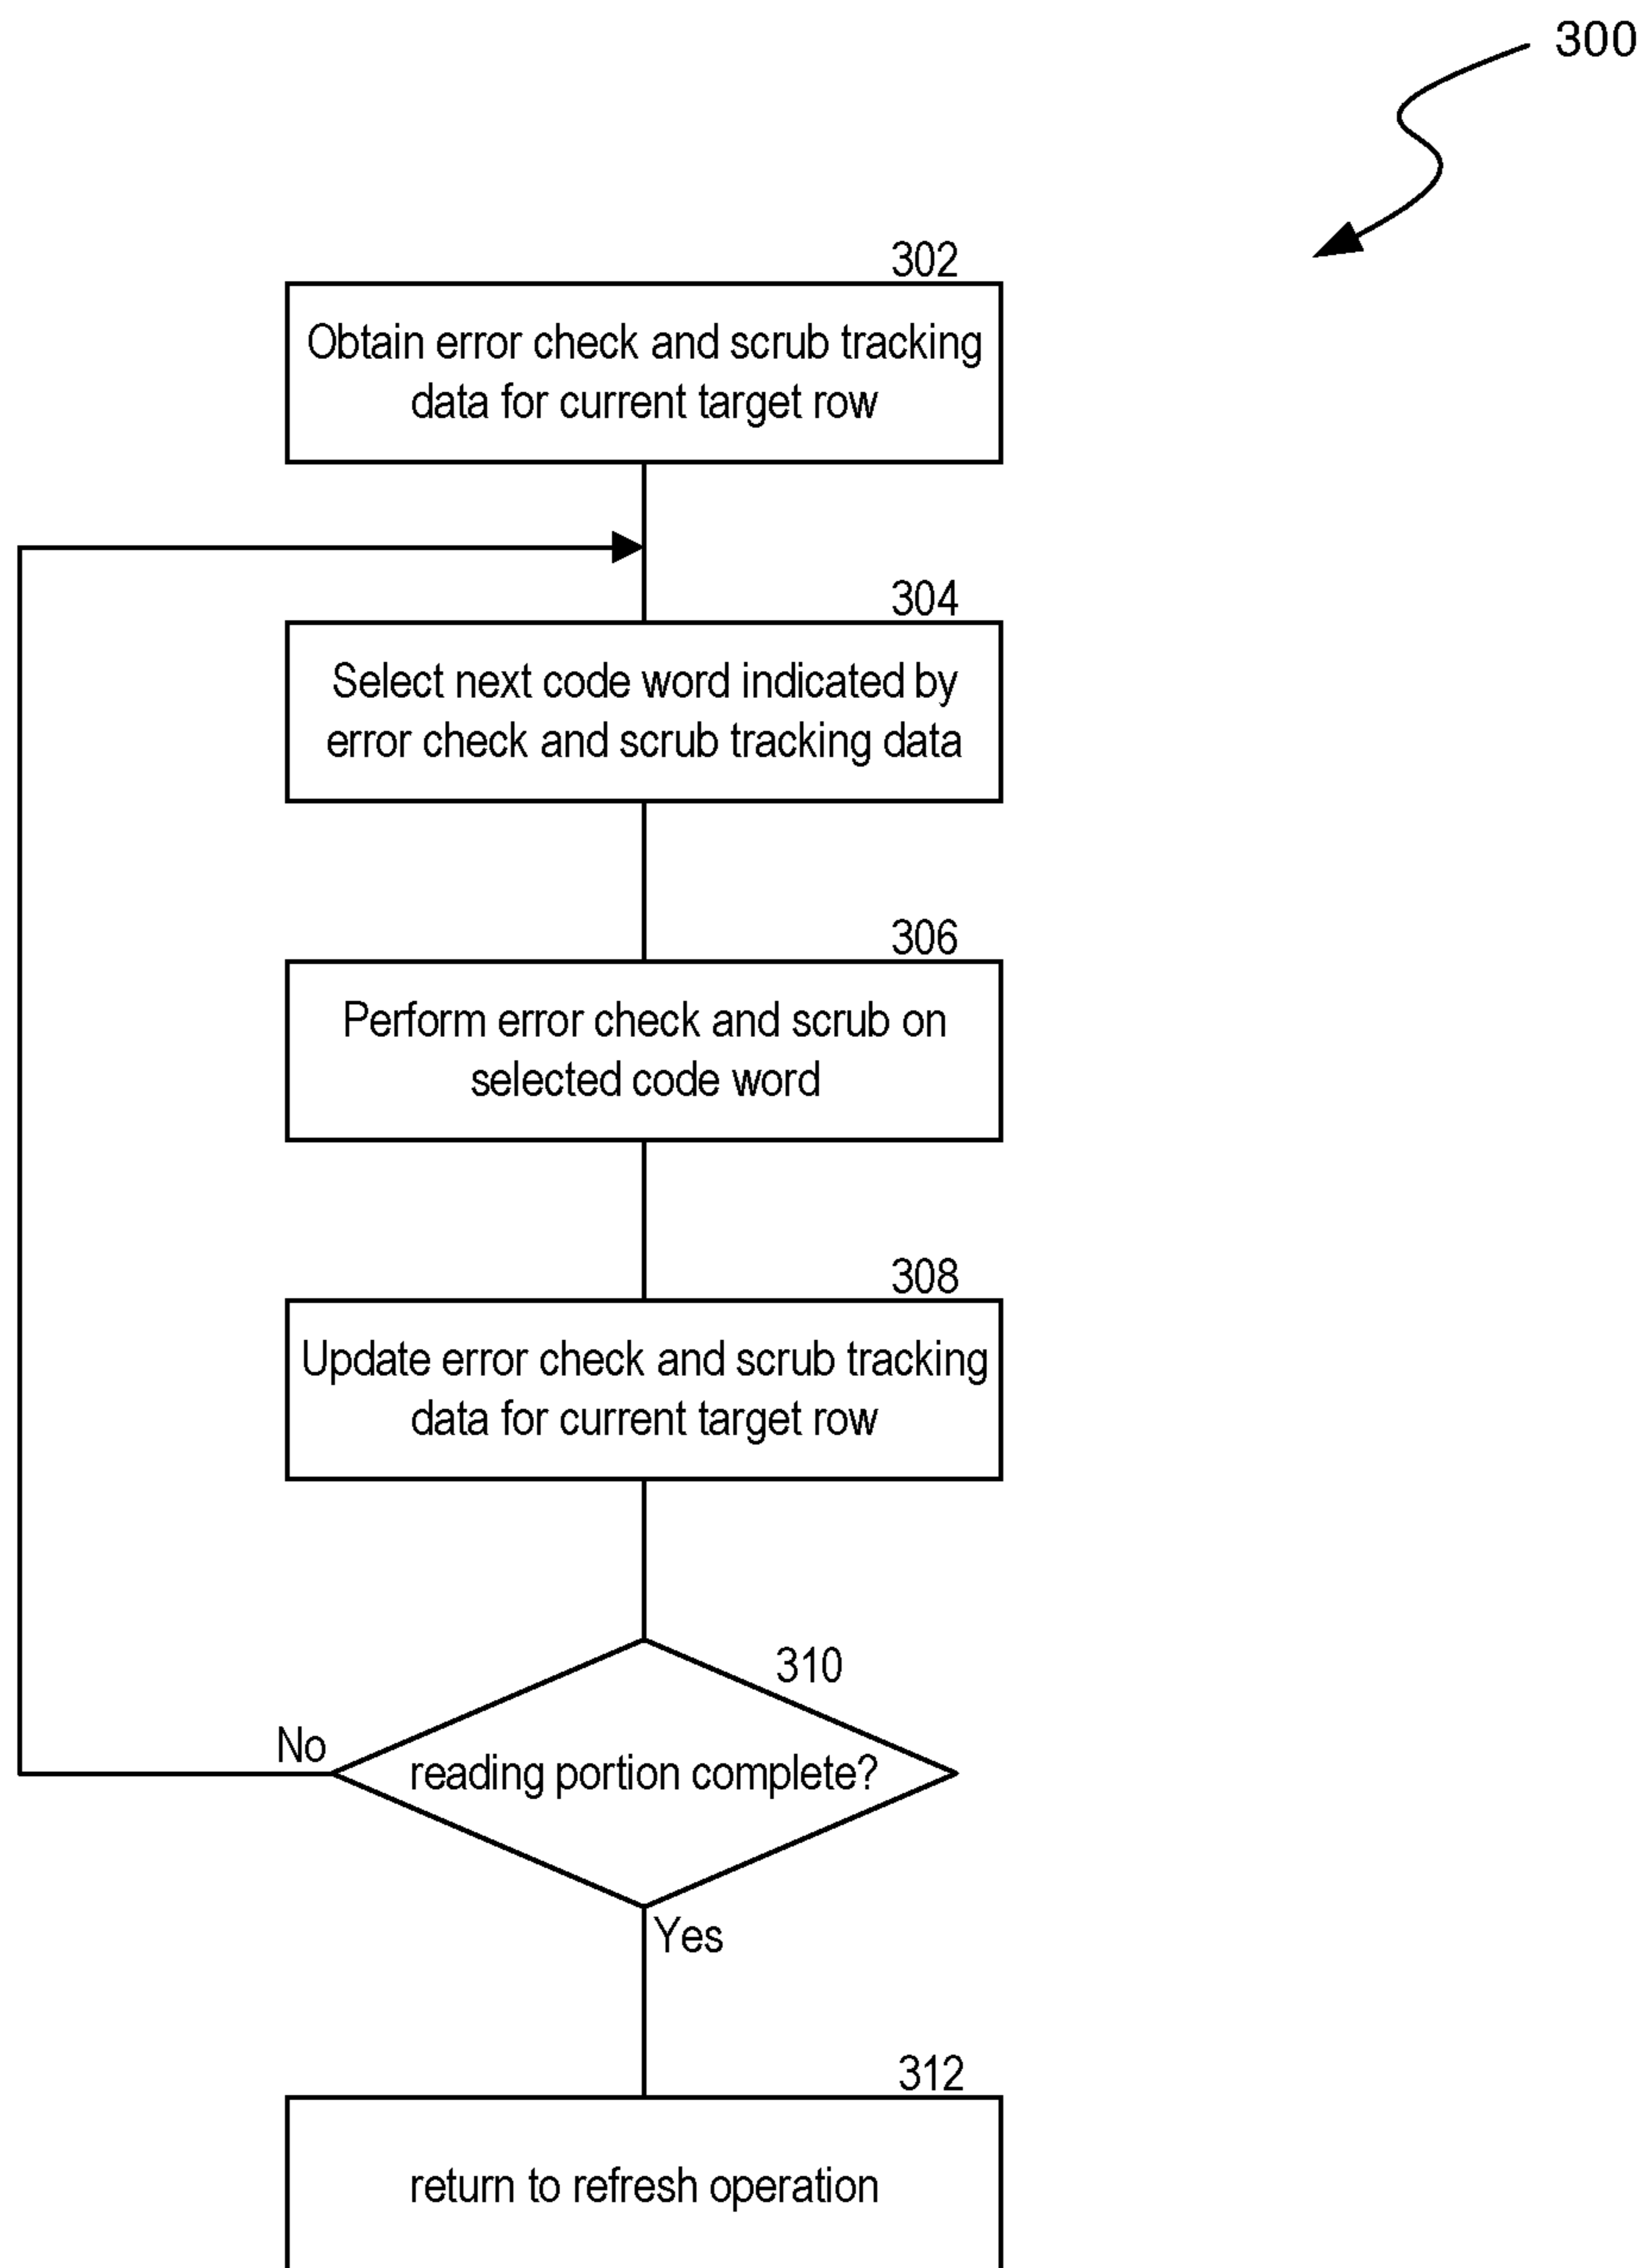 300
302
Obtain error check and scrub tracking
data for current target row
304
Select next code word indicated by
error check and scrub tracking data
306
Perform error check and scrub on
selected code word
308
Update error check and scrub tracking
data for current target row
310
No
reading portion complete?
Yes
312
return to refresh operation